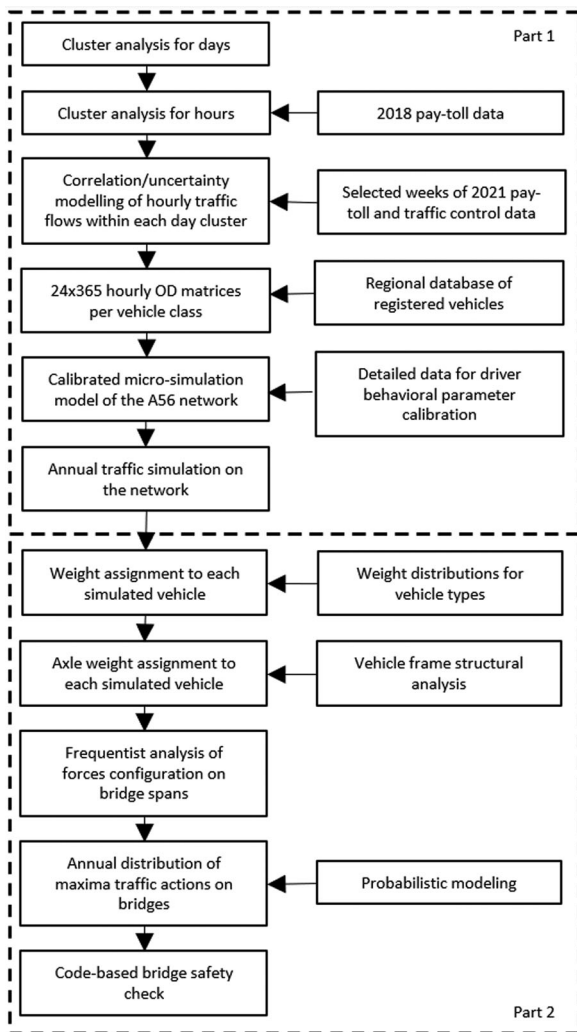 Part 1
Cluster analysis for days
Cluster analysis for hours
2018 pay-toll data
Correlation/uncertainty
modelling of hourly traffic
flows within each day cluster
Selected weeks of 2021 pay-
toll and traffic control data
24x365 hourly OD matrices
per vehicle class
Regional database of
registered vehicles
Calibrated micro-simulation
model of the A56 network
Detailed data for driver
behavioral parameter
calibration
Annual traffic simulation on
the network
Weight assignment to each
simulated vehicle
Weight distributions for
vehicle types
Axle weight assignment to
each simulated vehicle
Vehicle frame structural
analysis
Frequentist analysis of
forces configuration on
bridge spans
Annual distribution of
maxima traffic actions on
bridges
Probabilistic modeling
Code-based bridge safety
check
Part 2